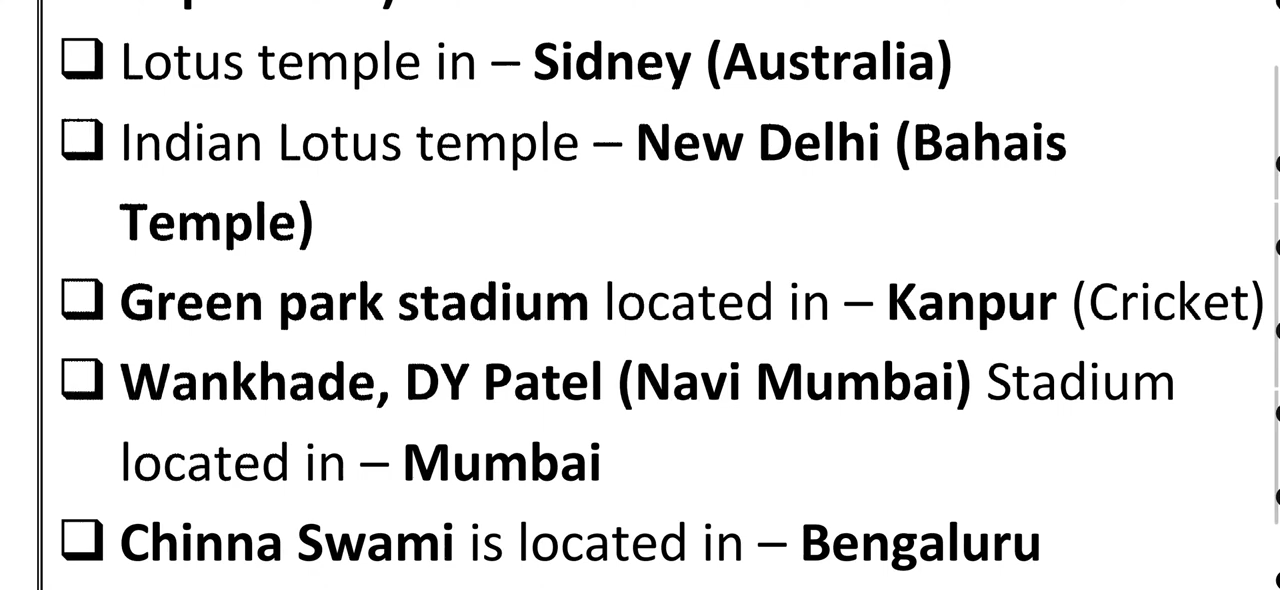 ❑ Lotus temple in – Sidney (Australia)
❑ Indian Lotus temple – New Delhi (Bahais
Temple)
❑ Green park stadium located in – Kanpur (Cricket)
❑ Wankhade, DY Patel (Navi Mumbai) Stadium
located in – Mumbai
❑ Chinna Swami is located in – Bengaluru